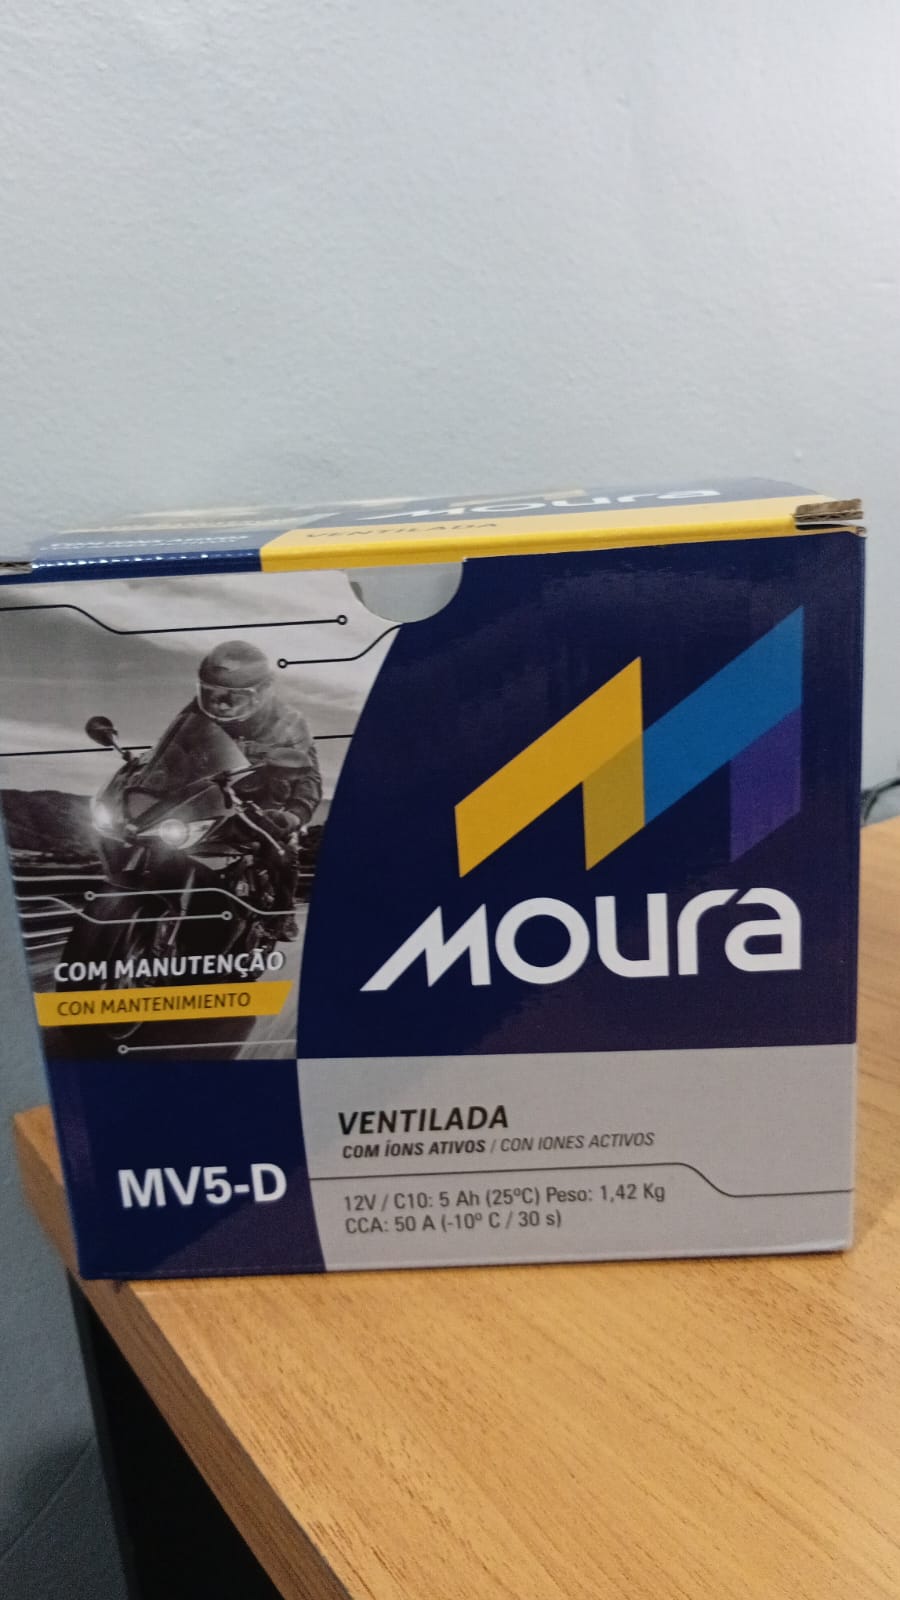 moura
VENTILADA
COM MANUTENÇÃO
CON MANTENIMIENTO
moura
MV5-D
VENTILADA
COM ÍONS ATIVOS / CON IONES ACTIVOS
12V / C10: 5 Ah (25ºC) Peso: 1,42 Kg
CCA: 50 A (-10º C / 30 s)